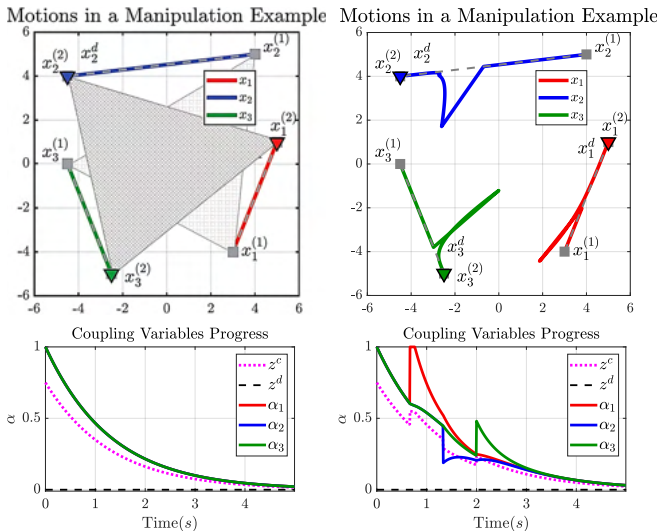 Motions in a Manipulation Example
x_2^{(2)} x_2^d x_2^{(1)}
x_1
x_2
x_3
x_1^{(2)}
x_3^{(1)}
x_1^{(1)}
x_3^{(2)}
6
4
2
0
-2
-4
-6
-6 -4 -2 0 2 4 6
Motions in a Manipulation Example
x_2^{(2)} x_2^d x_2^{(1)}
x_1
x_2
x_3
x_1^{(2)}
x_3^{(1)} x_1^d
x_3^d x_1^{(1)}
x_3^{(2)}
6
4
2
0
-2
-4
-6
-6 -4 -2 0 2 4 6
Coupling Variables Progress
z^c
z^d
α_1
α_2
α_3
1
0.5
0
α
0 1 2 3 4
Time(s)
Coupling Variables Progress
z^c
z^d
α_1
α_2
α_3
1
0.5
0
α
0 1 2 3 4
Time(s)